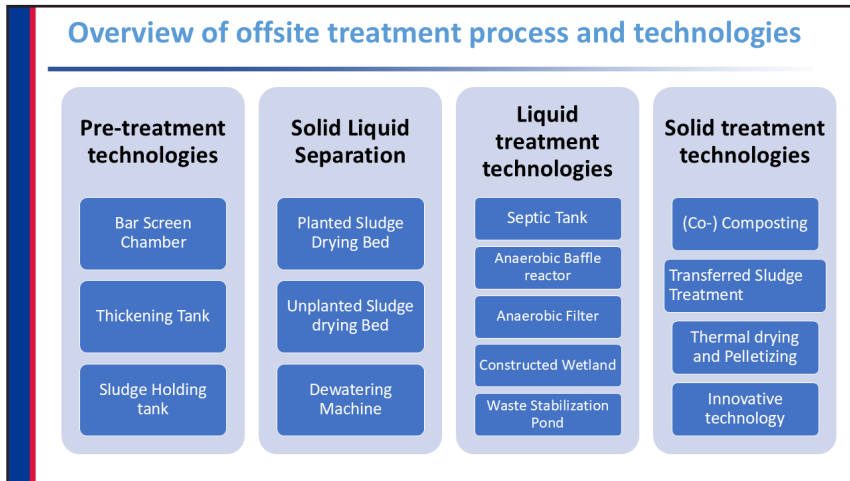 Overview of offsite treatment process and technologies
Pre-treatment
technologies
Bar Screen
Chamber
Thickening Tank
Sludge Holding
tank
Solid Liquid
Separation
Planted Sludge
Drying Bed
Unplanted Sludge
drying Bed
Dewatering
Machine
Liquid
treatment
technologies
Septic Tank
Anaerobic Baffle
reactor
Anaerobic Filter
Constructed Wetland
Waste Stabilization
Pond
Solid treatment
technologies
(Co-) Composting
Transferred Sludge
Treatment
Thermal drying
and Pelletizing
Innovative
technology